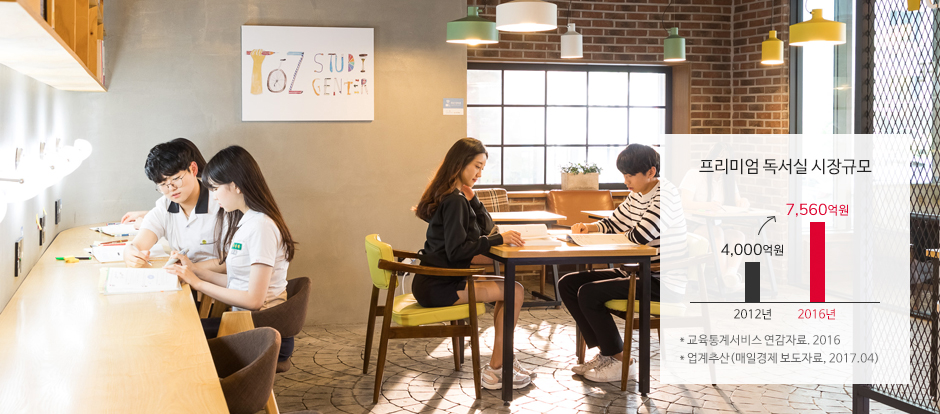 ToZ STUDI
CENTER
프리미엄 독서실 시장규모
7,560억원
4,000억원
2012년
2016년
* 교육통계서비스 연감자료. 2016
* 업계추산 (매일경제 보도자료, 2017.04)